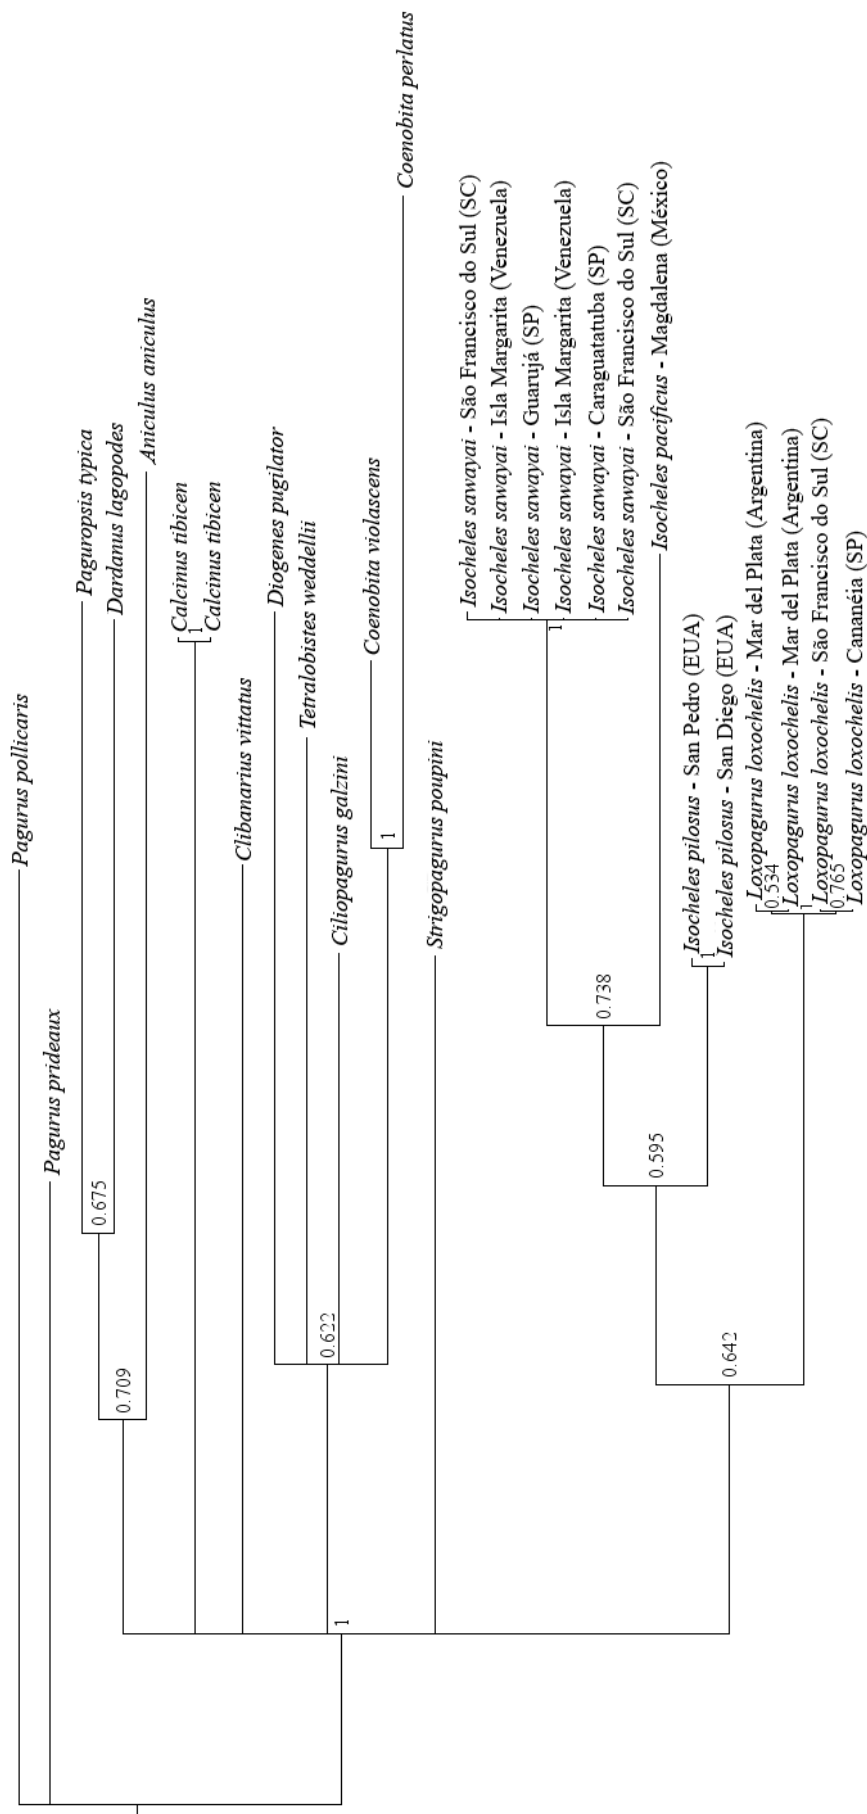 Pagurus pollicaris
Pagurus prideaux
Paguropsis typica
0.675
Dardanus lagopodes
0.709
Aniculus aniculus
Calcinus tibicen
1
Calcinus tibicen
Clibanarius vittatus
Diogenes pugilator
Tetralobistes weddellii
0.622
Ciliopagurus galzini
Coenobita violascens
1
Coenobita perlatus
1
Strigopagurus poupini
Isocheles sawayai - São Francisco do Sul (SC)
Isocheles sawayai - Isla Margarita (Venezuela)
Isocheles sawayai - Guarujá (SP)
1
Isocheles sawayai - Isla Margarita (Venezuela)
Isocheles sawayai - Caraguatatuba (SP)
Isocheles sawayai - São Francisco do Sul (SC)
0.738
Isocheles pacificus - Magdalena (México)
0.595
Isocheles pilosus - San Pedro (EUA)
1
Isocheles pilosus - San Diego (EUA)
0.642
Loxopagurus loxochelis - Mar del Plata (Argentina)
0.534
Loxopagurus loxochelis - Mar del Plata (Argentina)
1
Loxopagurus loxochelis - São Francisco do Sul (SC)
0.765
Loxopagurus loxochelis - Cananéia (SP)